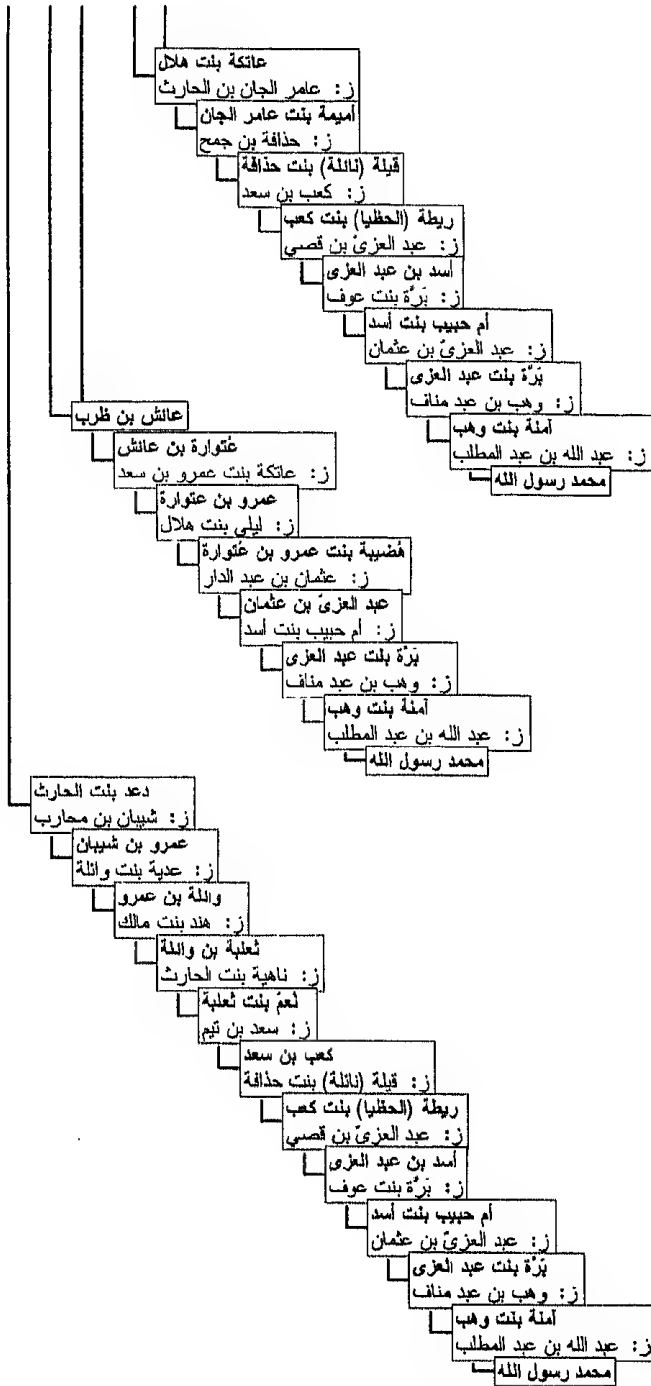 عاتكة بنت هلال
ز: عامر الجان بن الحارث
أميمة بنت عامر الجان
ز: حذافة بن جمح
قيلة (نائلة) بنت حذافة
ز: كعب بن سعد
ريطة (الحظيا) بنت كعب
ز: عبد العزىّ بن قصي
أسد بن عبد العزى
ز: بَرَّة بنت عوف
أم حبيب بنت أسد
ز: عبد العزىّ بن عثمان
بَرَّة بنت عبد العزى
ز: وهب بن عبد مناف
آمنة بنت وهب
ز: عبد الله بن عبد المطلب
محمد رسول الله
عائش بن ظرب
عُتوارة بن عائش
ز: عاتكة بنت عمرو بن سعد
عمرو بن عتوارة
ز: ليلى بنت هلال
هُضيبة بنت عمرو بن عُتوارة
ز: عثمان بن عبد الدار
عبد العزىّ بن عثمان
ز: أم حبيب بنت أسد
بَرَّة بنت عبد العزى
ز: وهب بن عبد مناف
آمنة بنت وهب
ز: عبد الله بن عبد المطلب
محمد رسول الله
دعد بنت الحارث
ز: شيبان بن محارب
عمرو بن شيبان
ز: عدية بنت وائلة
وائلة بن عمرو
ز: هند بنت مالك
ثعلبة بن وائلة
ز: ناهية بنت الحارث
نُعمْ بنت ثعلبة
ز: سعد بن تيم
كعب بن سعد
ز: قيلة (نائلة) بنت حذافة
ريطة (الحظيا) بنت كعب
ز: عبد العزىّ بن قصي
أسد بن عبد العزى
ز: بَرَّة بنت عوف
أم حبيب بنت أسد
ز: عبد العزىّ بن عثمان
بَرَّة بنت عبد العزى
ز: وهب بن عبد مناف
آمنة بنت وهب
ز: عبد الله بن عبد المطلب
محمد رسول الله